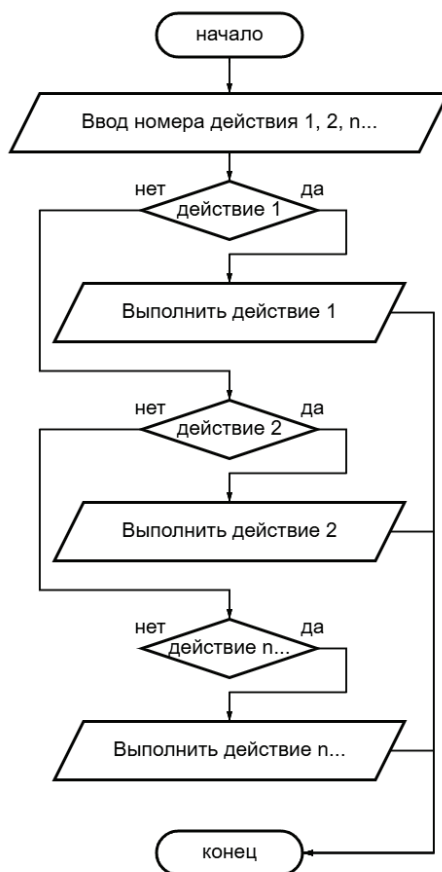 начало
Ввод номера действия 1, 2, n...
нет
да
действие 1
Выполнить действие 1
нет
да
действие 2
Выполнить действие 2
нет
да
действие n...
Выполнить действие n...
конец